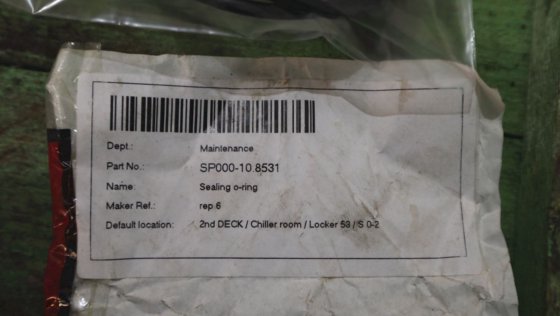 Dept.: Maintenance
Part No.: SP000-10.8531
Name: Sealing o-ring
Maker Ref.: rep 6
Default location: 2nd DECK / Chiller room / Locker 53 / S 0-2